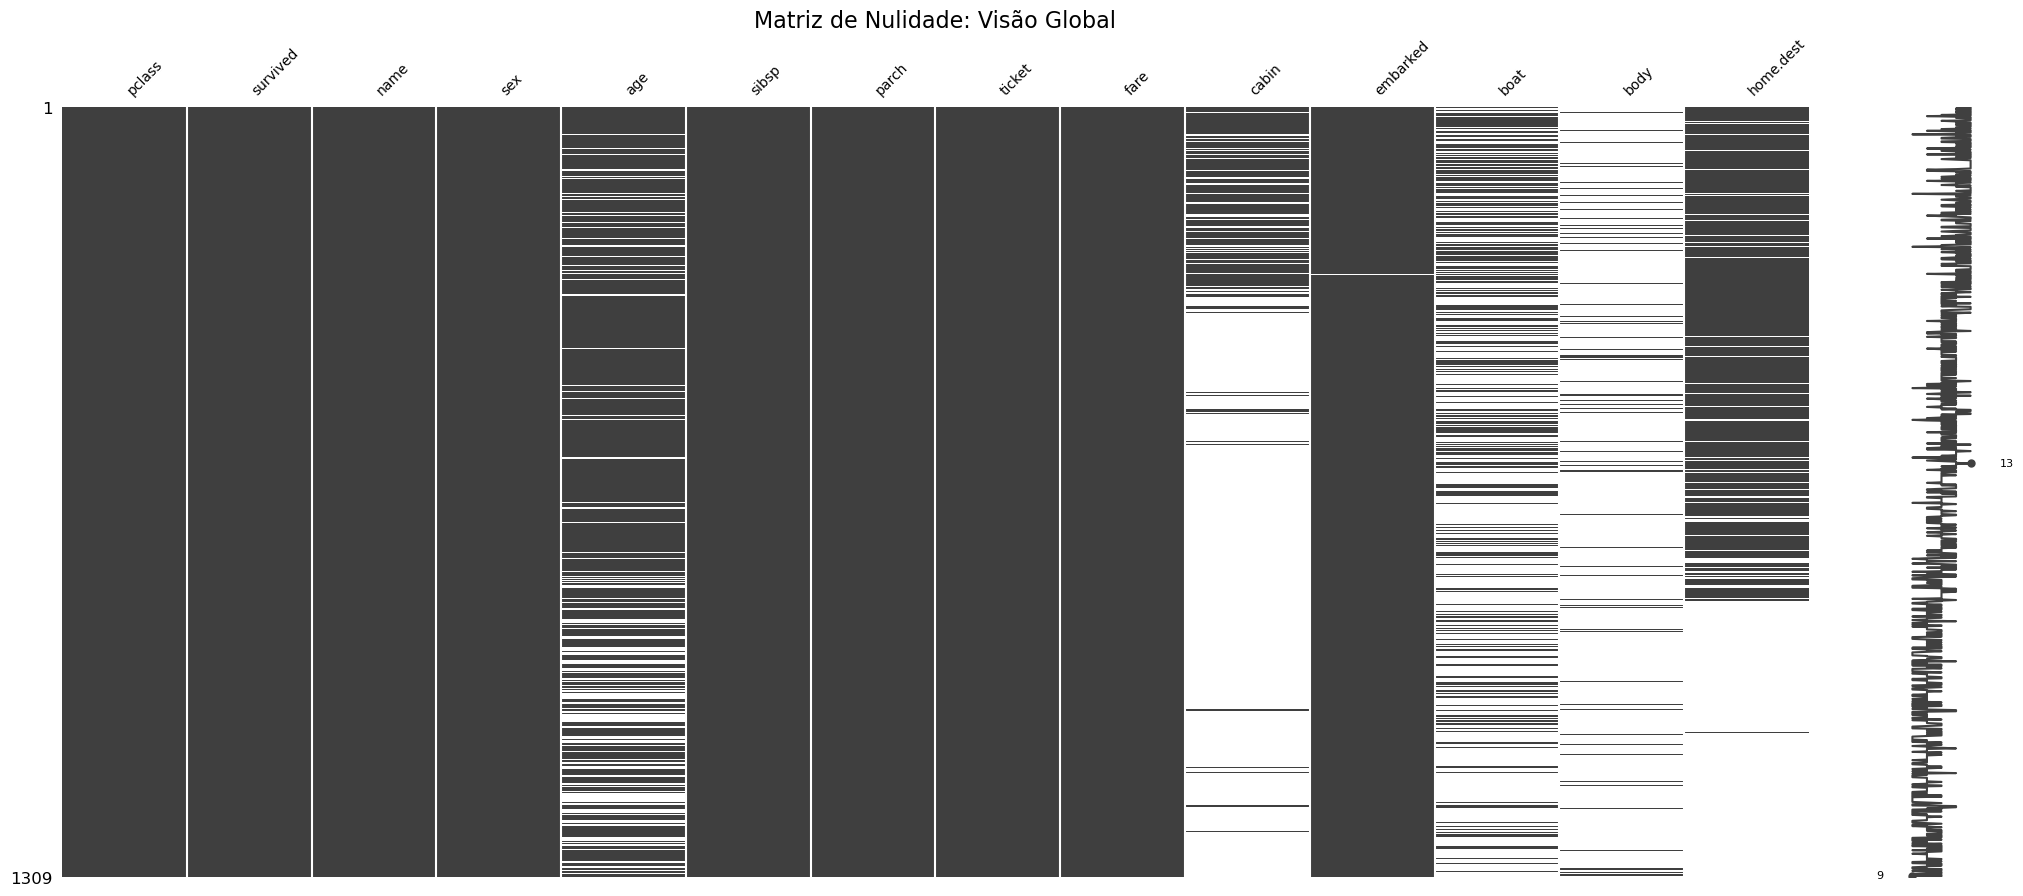 Matriz de Nulidade: Visão Global
pclass
survived
name
sex
age
sibsp
parch
ticket
fare
cabin
embarked
boat
body
home.dest
1
13
1309
9